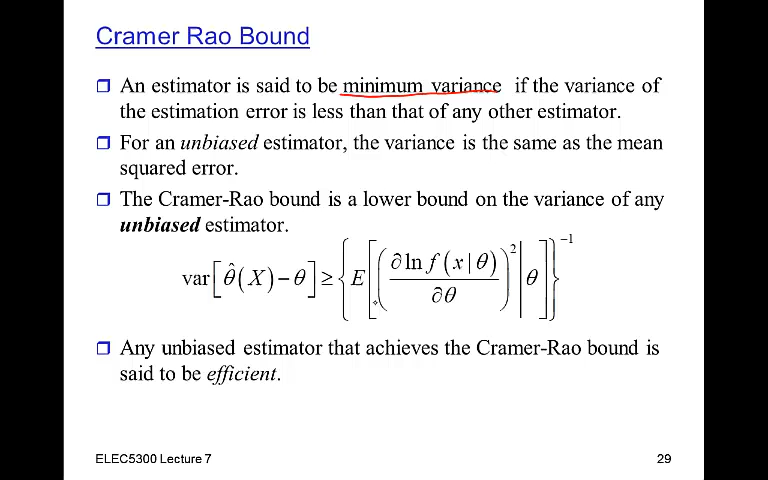 Cramer Rao Bound
An estimator is said to be minimum variance if the variance of
the estimation error is less than that of any other estimator.
For an unbiased estimator, the variance is the same as the mean
squared error.
The Cramer-Rao bound is a lower bound on the variance of any
unbiased estimator.
var[θ̂(X) − θ] ≥ {E[(∂ln f(x|θ)/∂θ)²|θ]}⁻¹
Any unbiased estimator that achieves the Cramer-Rao bound is
said to be efficient.
ELEC5300 Lecture 7
29